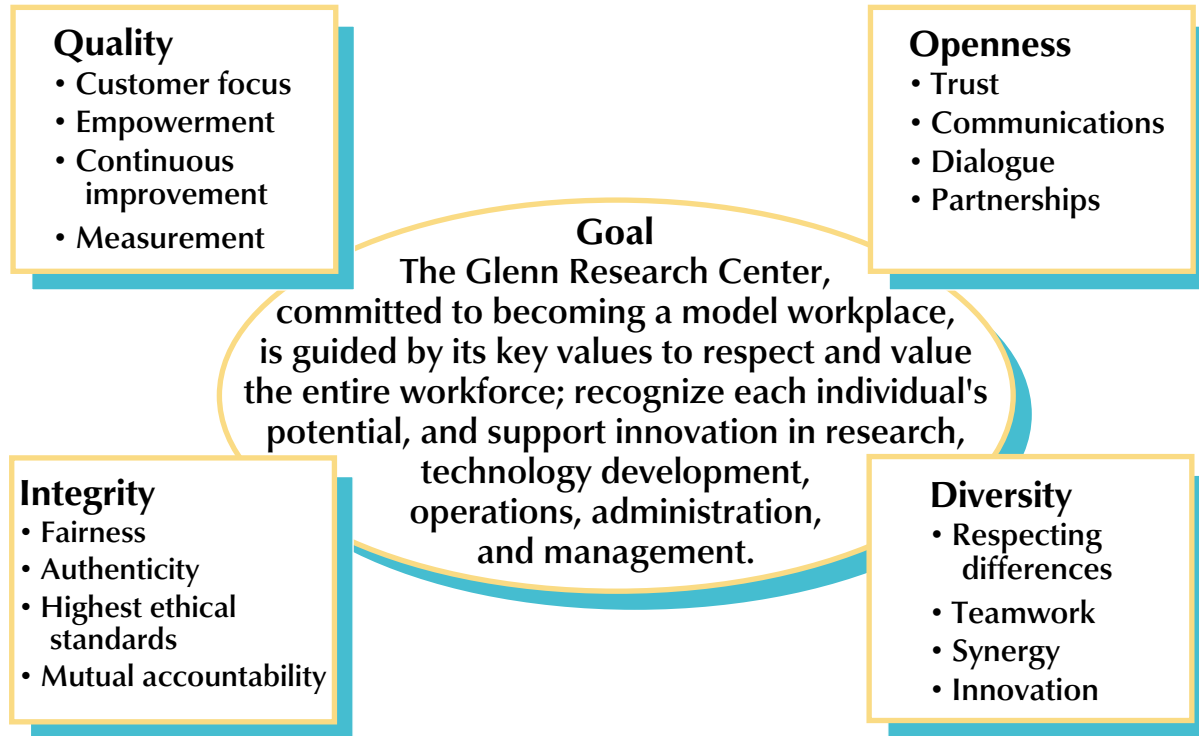 Quality
• Customer focus
• Empowerment
• Continuous
improvement
• Measurement
Openness
• Trust
• Communications
• Dialogue
• Partnerships
Goal
The Glenn Research Center,
committed to becoming a model workplace,
is guided by its key values to respect and value
the entire workforce; recognize each individual's
potential, and support innovation in research,
technology development,
operations, administration,
and management.
Integrity
• Fairness
• Authenticity
• Highest ethical
standards
• Mutual accountability
Diversity
• Respecting
differences
• Teamwork
• Synergy
• Innovation